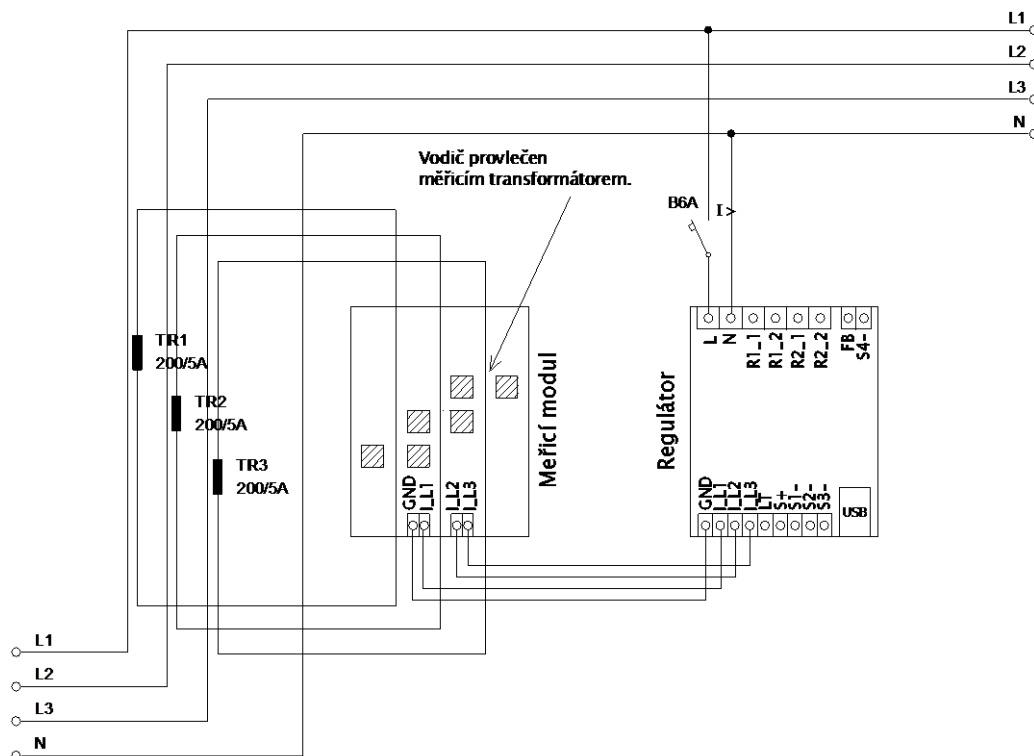 L1
L2
L3
N
Vodič provlečen
měřicím transformátorem.
B6A
I>
TR1
200/5A
TR2
200/5A
TR3
200/5A
GND
I_L1
I_L2
I_L3
Meřicí modul
Regulátor
L
N
R1_1
R1_2
R2_1
R2_2
FB
S4-
GND
I_L1
I_L2
I_L3
LT
S+
S1-
S2-
S3-
USB
L1
L2
L3
N